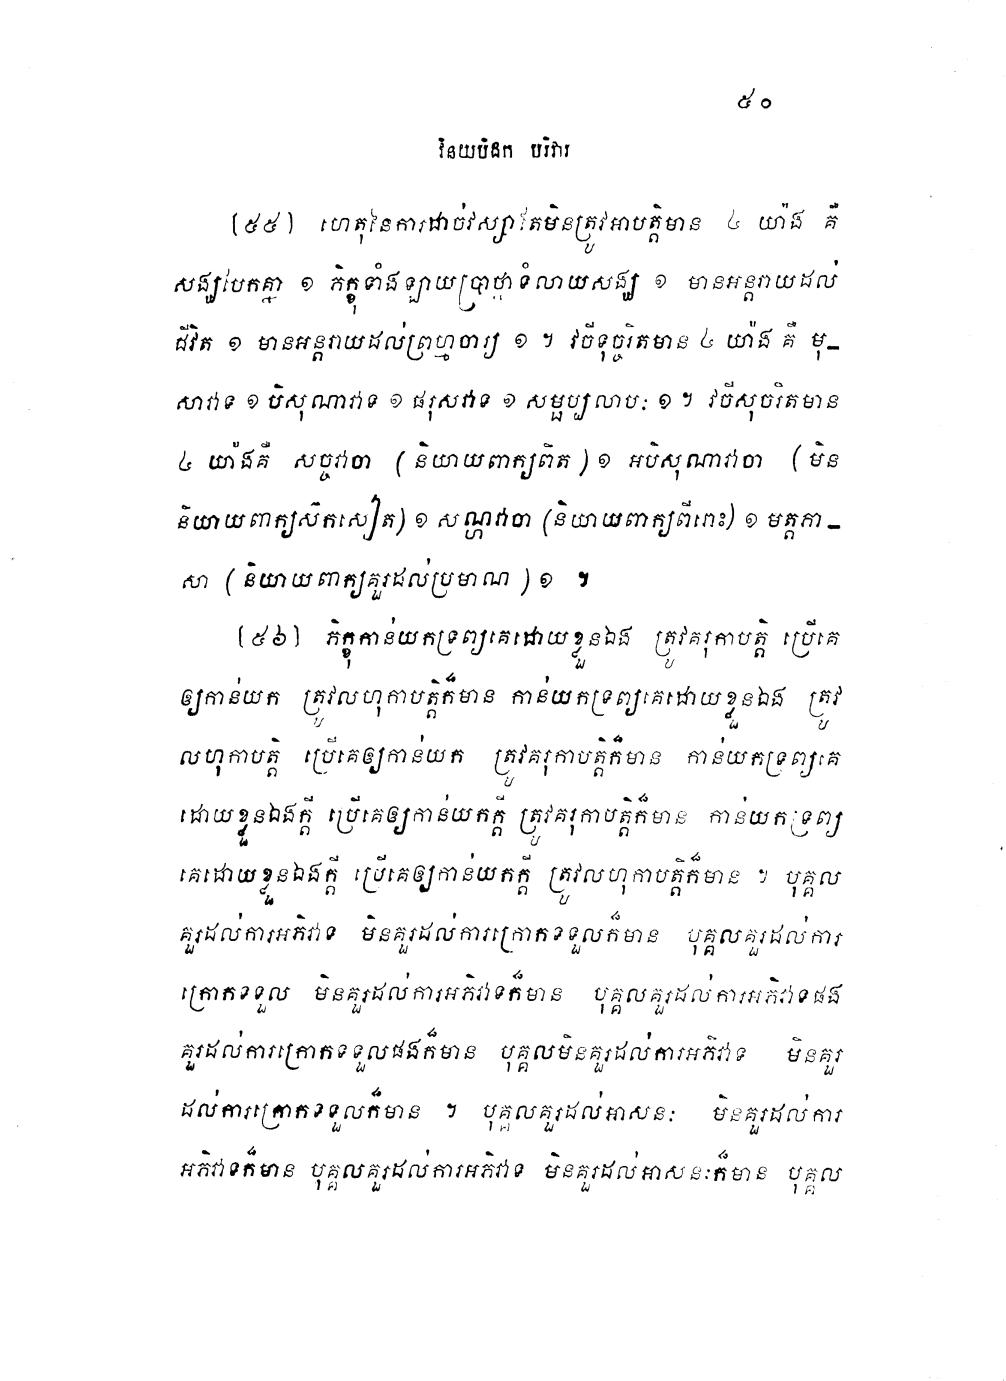 ៥០
វិនយបិដក បរិវារ
(៥៥) ហេតុនៃការដាច់វស្សាតែមិនត្រូវអាបត្តិមាន ៤ យ៉ាង គឺ
សង្ឃបែកគ្នា ១ ភិក្ខុទាំងឡាយប្រាថ្នាទំលាយសង្ឃ ១ មានអន្តរាយដល់
ជីវិត ១ មានអន្តរាយដល់ព្រហ្មចារ្យ ១ ។ វចីទុច្ចរិតមាន ៤ យ៉ាង គឺ មុ-
សាវាទ ១ បិសុណាវាទ ១ ផរុសវាទ ១ សម្ផប្បលាបៈ ១ ។ វចីសុចរិតមាន
៤ យ៉ាងគឺ សច្ចវាចា (និយាយពាក្យពិត) ១ អបិសុណាវាចា (មិន
និយាយពាក្យស៊កសៀត) ១ សណ្ហវាចា (និយាយពាក្យពីរោះ) ១ មត្តភា-
សា (និយាយពាក្យគួរដល់ប្រមាណ) ១ ។
(៥៦) ភិក្ខុកាន់យកទ្រព្យគេដោយខ្លួនឯង ត្រូវគរុកាបត្តិ ប្រើគេ
ឲ្យកាន់យក ត្រូវលហុកាបត្តិក៏មាន កាន់យកទ្រព្យគេដោយខ្លួនឯង ត្រូវ
លហុកាបត្តិ ប្រើគេឲ្យកាន់យក ត្រូវគរុកាបត្តិក៏មាន កាន់យកទ្រព្យគេ
ដោយខ្លួនឯងក្តី ប្រើគេឲ្យកាន់យកក្តី ត្រូវគរុកាបត្តិក៏មាន កាន់យកទ្រព្យ
គេដោយខ្លួនឯងក្តី ប្រើគេឲ្យកាន់យកក្តី ត្រូវលហុកាបត្តិក៏មាន ។ បុគ្គល
គួរដល់ការអភិវាទ មិនគួរដល់ការក្រោកទទួលក៏មាន បុគ្គលគួរដល់ការ
ក្រោកទទួល មិនគួរដល់ការអភិវាទក៏មាន បុគ្គលគួរដល់ការអភិវាទផង
គួរដល់ការក្រោកទទួលផងក៏មាន បុគ្គលមិនគួរដល់ការអភិវាទ មិនគួរ
ដល់ការក្រោកទទួលក៏មាន ។ បុគ្គលគួរដល់អាសនៈ មិនគួរដល់ការ
អភិវាទក៏មាន បុគ្គលគួរដល់ការអភិវាទ មិនគួរដល់អាសនៈក៏មាន បុគ្គល